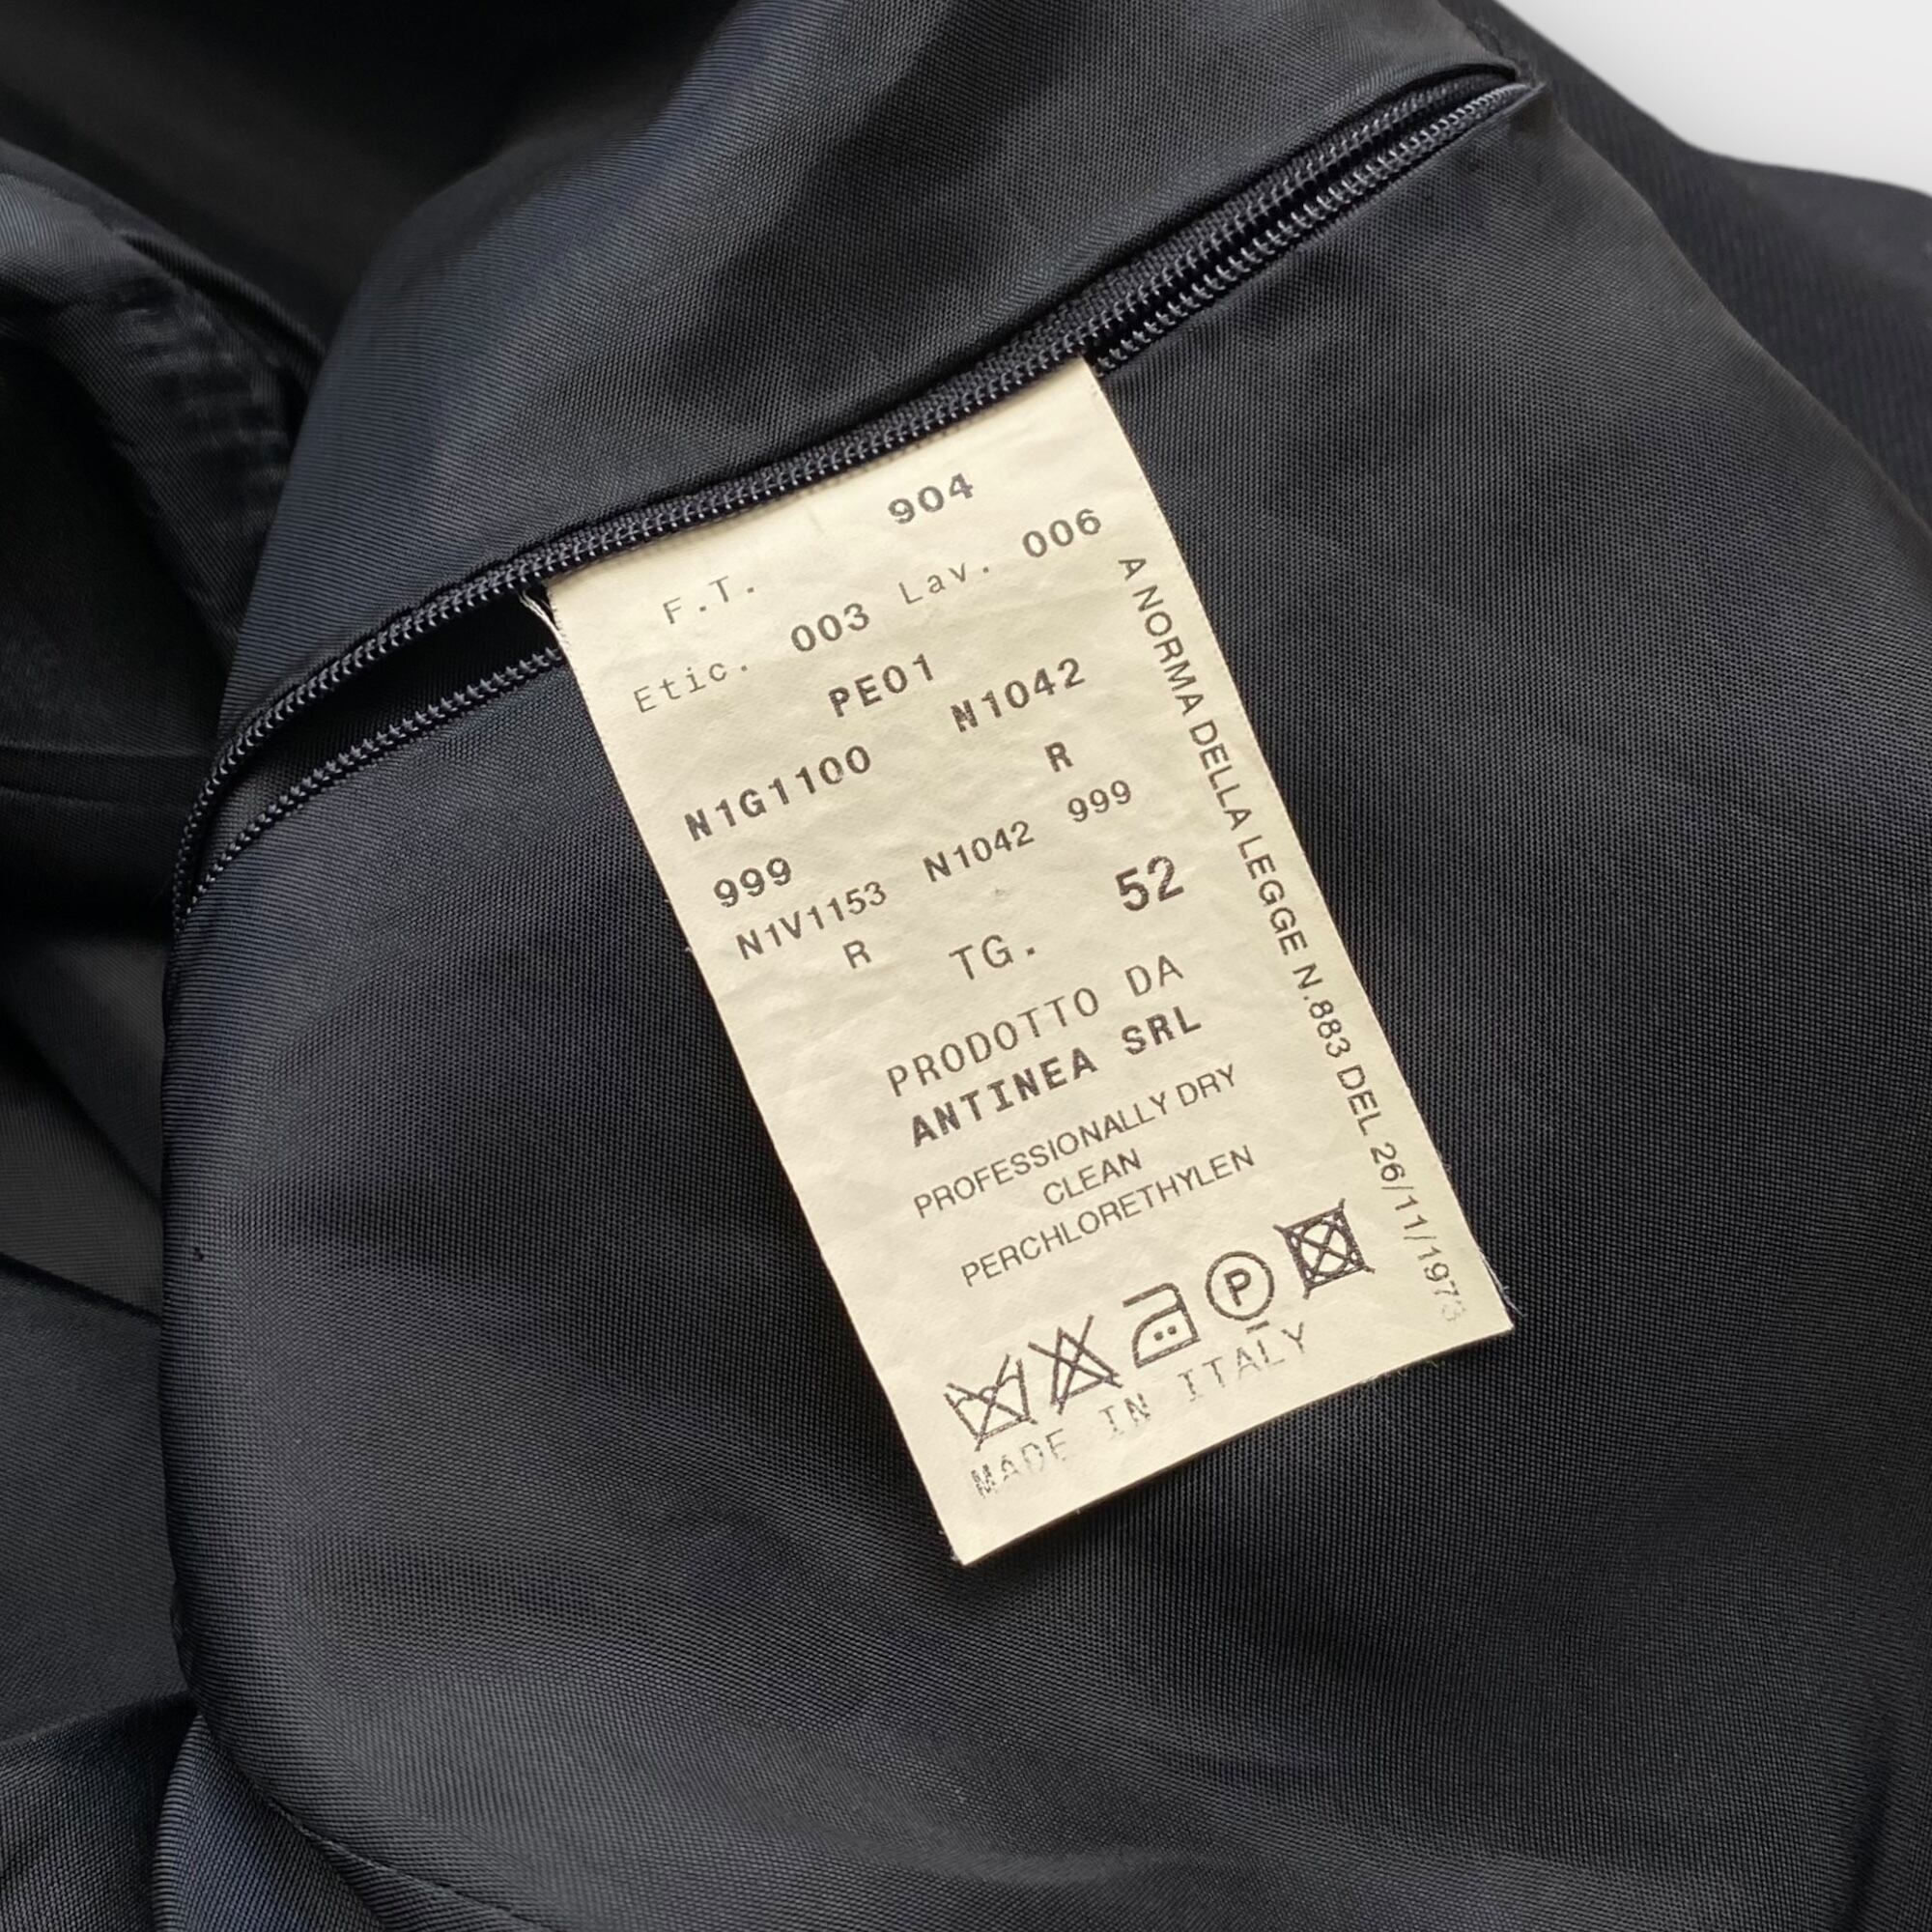 F.T. 904
Etic. 003 Lav. 006
PE01
N1G1100 N1042
999 R
N1V1153 N1042 999
R TG. 52
PRODOTTO DA
ANTINEA SRL
PROFESSIONALLY DRY
CLEAN
PERCHLORETHYLEN
P
MADE IN ITALY
A NORMA DELLA LEGGE N.883 DEL 26/11/1973